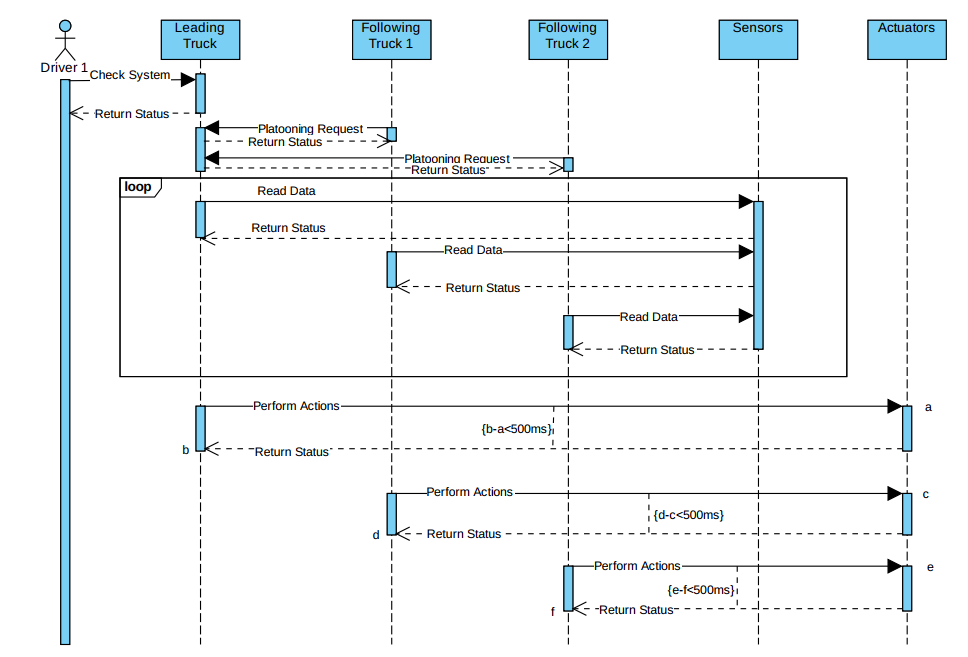 Leading
Truck
Following
Truck 1
Following
Truck 2
Sensors
Actuators
Driver 1
Check System
Return Status
Platooning Request
Return Status
Platooning Request
Return Status
loop
Read Data
Return Status
Read Data
Return Status
Read Data
Return Status
Perform Actions
a
{b-a<500ms}
b
Return Status
Perform Actions
c
{d-c<500ms}
d
Return Status
Perform Actions
e
{e-f<500ms}
f
Return Status